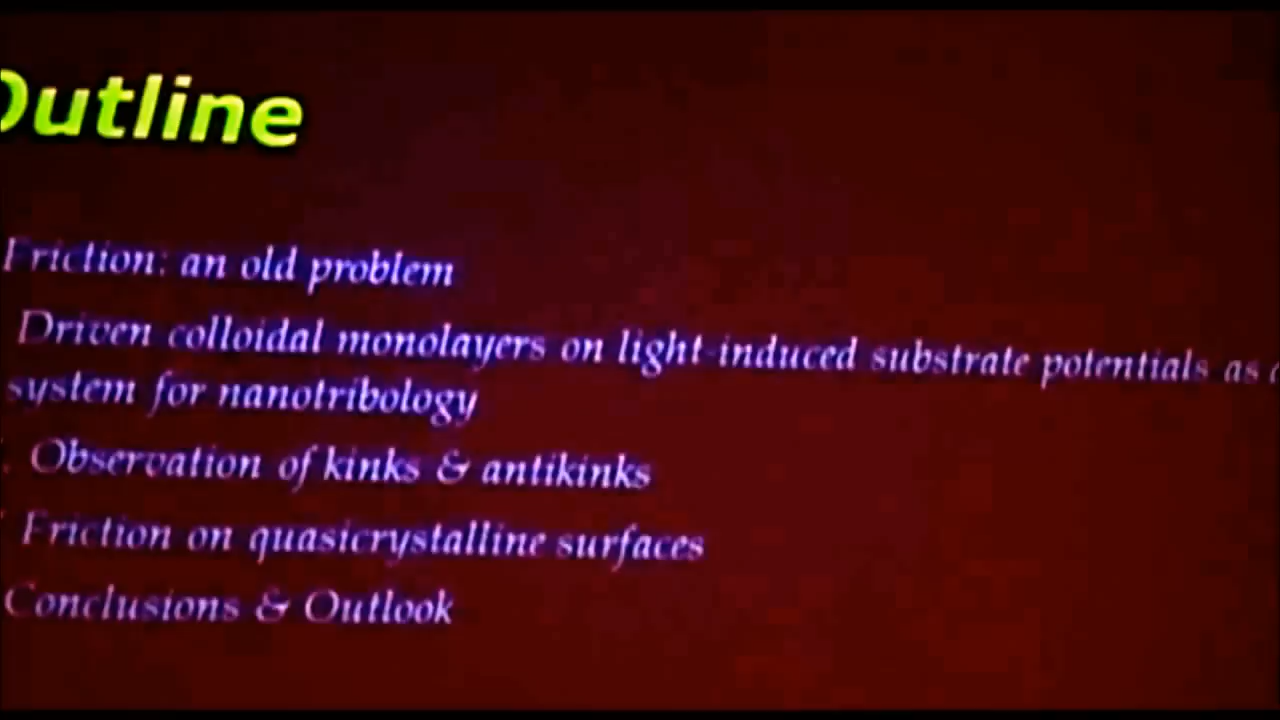 Outline
Friction: an old problem
Driven colloidal monolayers on light-induced substrate potentials as
system for nanotribology
Observation of kinks & antikinks
Friction on quasicrystalline surfaces
Conclusions & Outlook